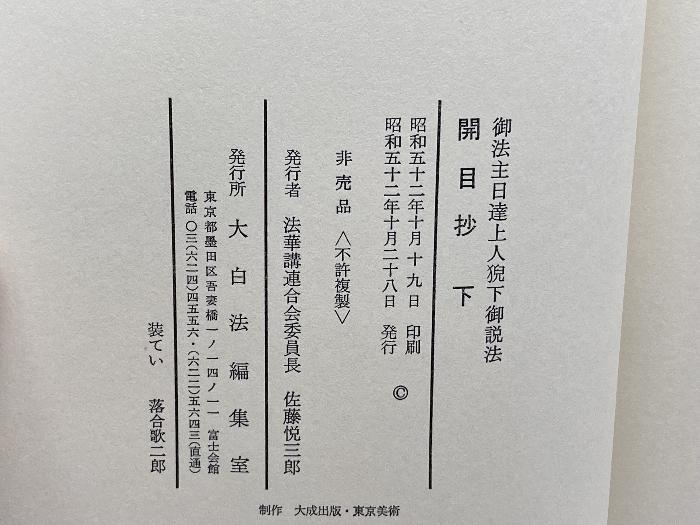 御法主日達上人猊下御説法
開目抄 下
昭和五十二年十月十九日 印刷
昭和五十二年十月二十八日 発行
©
非売品 〈不許複製〉
発行者 法華講連合会委員長 佐藤悦三郎
発行所 大白法編集室
東京都墨田区吾妻橋一ノ一四ノ一一 富士会館
電話 〇三(六二四)四五五六・(六二二)五六四三(直通)
装てい 落合歌二郎
制作 大成出版・東京美術